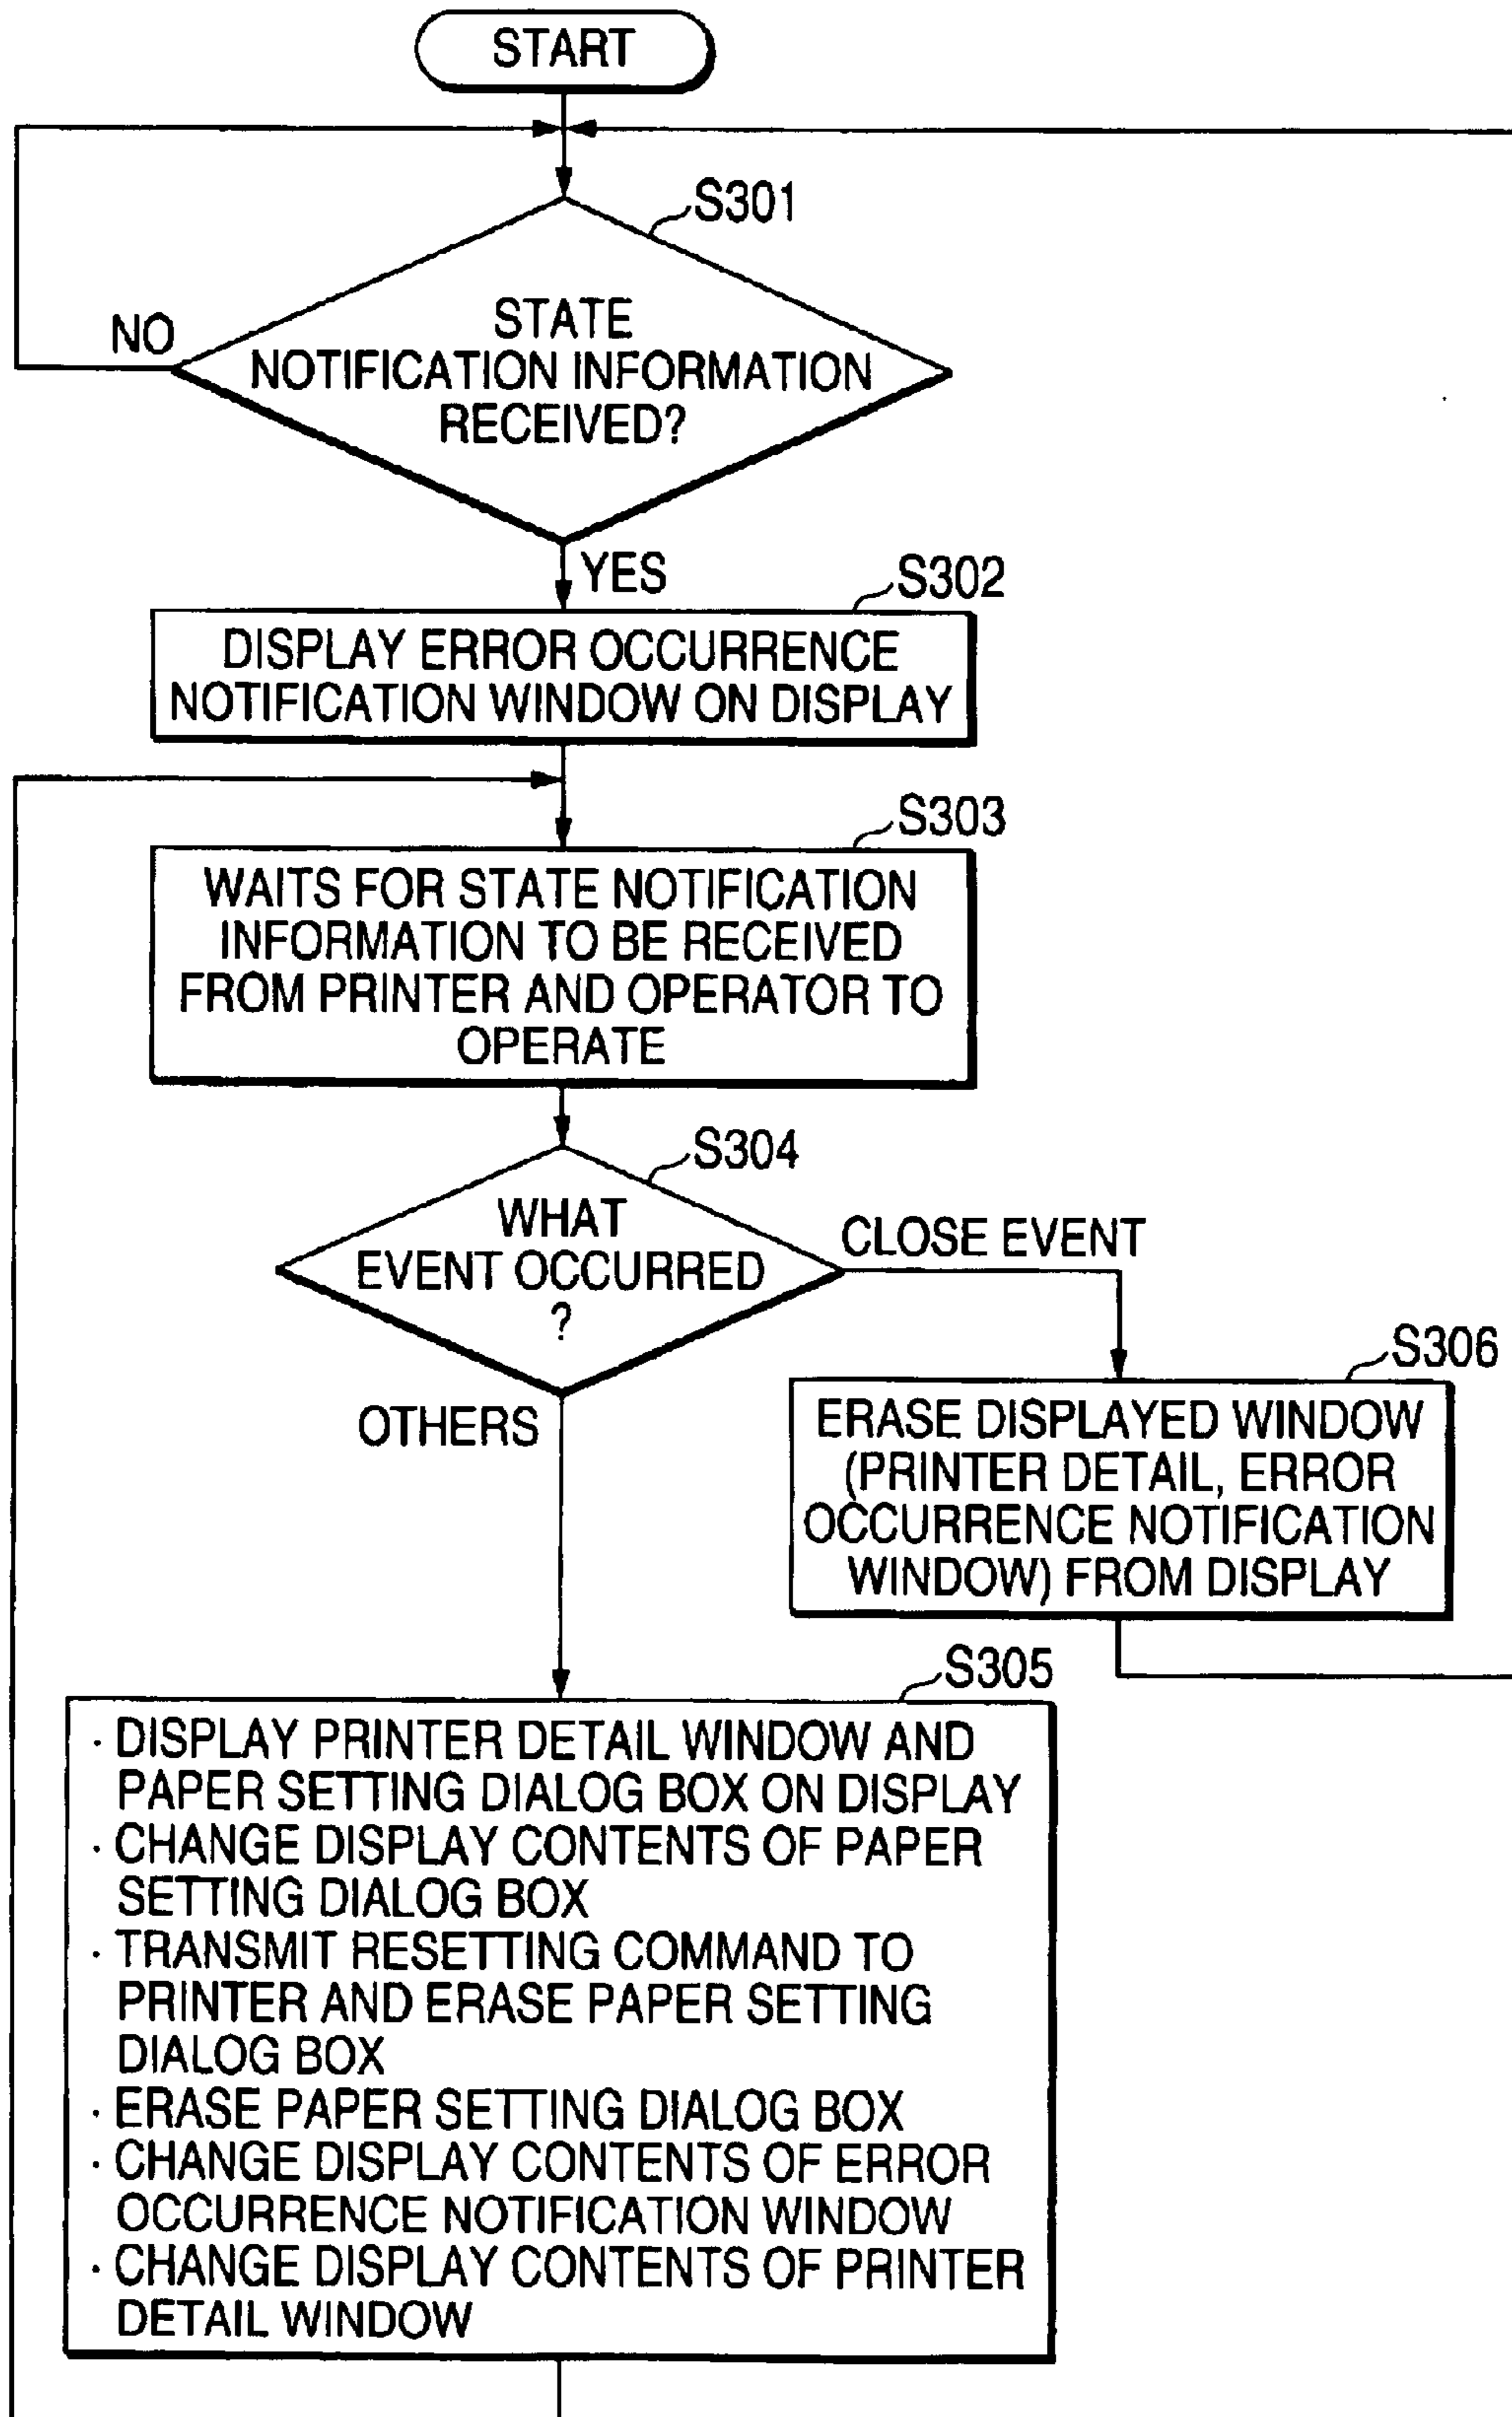 START
S301
STATE
NOTIFICATION INFORMATION
RECEIVED?
NO
YES
S302
DISPLAY ERROR OCCURRENCE
NOTIFICATION WINDOW ON DISPLAY
S303
WAITS FOR STATE NOTIFICATION
INFORMATION TO BE RECEIVED
FROM PRINTER AND OPERATOR TO
OPERATE
S304
WHAT
EVENT OCCURRED
?
CLOSE EVENT
OTHERS
S306
ERASE DISPLAYED WINDOW
(PRINTER DETAIL, ERROR
OCCURRENCE NOTIFICATION
WINDOW) FROM DISPLAY
S305
· DISPLAY PRINTER DETAIL WINDOW AND
PAPER SETTING DIALOG BOX ON DISPLAY
· CHANGE DISPLAY CONTENTS OF PAPER
SETTING DIALOG BOX
· TRANSMIT RESETTING COMMAND TO
PRINTER AND ERASE PAPER SETTING
DIALOG BOX
· ERASE PAPER SETTING DIALOG BOX
· CHANGE DISPLAY CONTENTS OF ERROR
OCCURRENCE NOTIFICATION WINDOW
· CHANGE DISPLAY CONTENTS OF PRINTER
DETAIL WINDOW